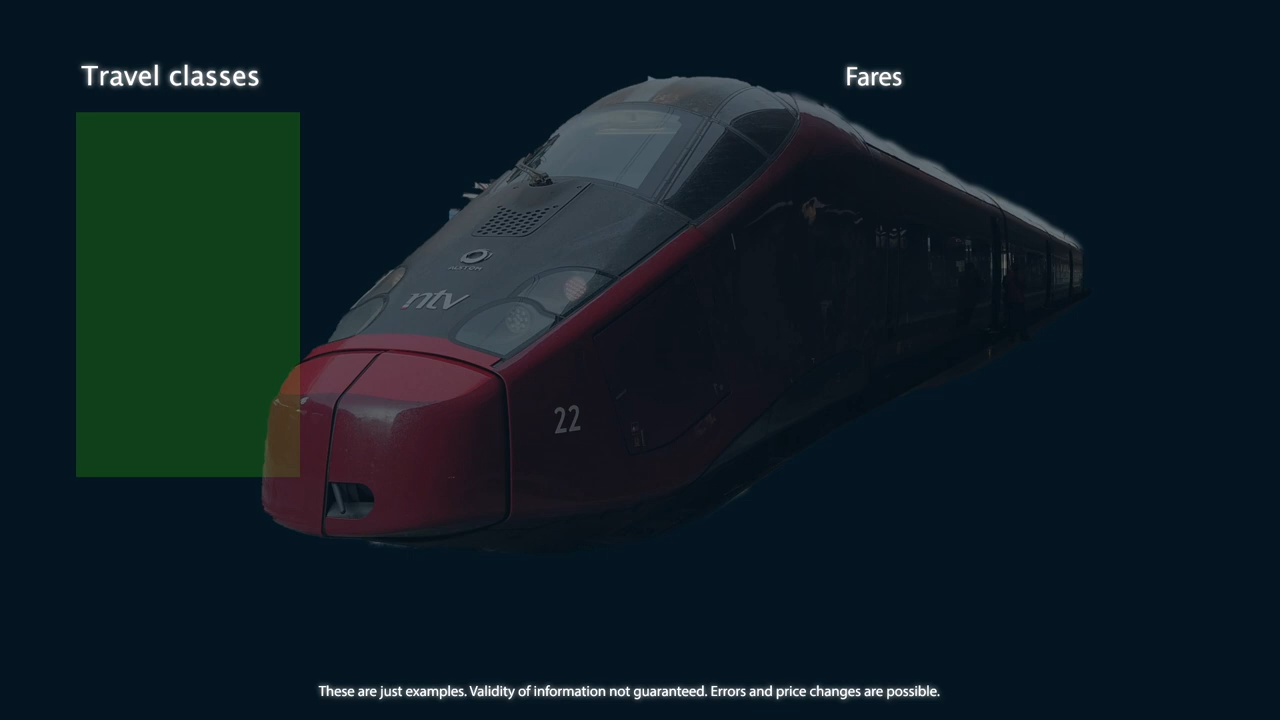 Travel classes
Fares
ALSTOM
ntv
22
These are just examples. Validity of information not guaranteed. Errors and price changes are possible.